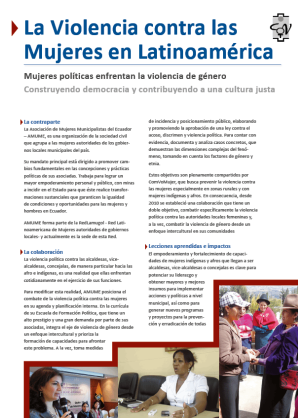 La Violencia contra las
Mujeres en Latinoamérica
Mujeres políticas enfrentan la violencia de género
Construyendo democracia y contribuyendo a una cultura justa
La contraparte
La Asociación de Mujeres Municipalistas del Ecuador
– AMUME, es una organización de la sociedad civil
que agrupa a las mujeres autoridades de los gobier-
nos locales municipales del país.
Su mandato principal está dirigido a promover cam-
bios fundamentales en las concepciones y prácticas
políticas de sus asociadas. Trabaja para lograr un
mayor empoderamiento personal y público, con miras
a incidir en el Estado para que éste realice transfor-
maciones sustanciales que garanticen la igualdad
de condiciones y oportunidades para las mujeres y
hombres en Ecuador.
AMUME forma parte de la RedLamugol – Red Lati-
noamericana de Mujeres autoridades de gobiernos
locales- y actualmente es la sede de esta Red.
La colaboración
La violencia política contra las alcaldesas, vice-
alcaldesas, concejalas, de manera particular hacia las
afro e indígenas, es una realidad que ellas enfrentan
cotidianamente en el ejercicio de sus funciones.
Para modificar esta realidad, AMUME posiciona el
combate de la violencia política contra las mujeres
en su agenda y planificación interna. En la currícula
de su Escuela de Formación Política, que tiene un
alto prestigio y una gran demanda por parte de sus
asociadas, integra el eje de violencia de género desde
un enfoque intercultural y prioriza la
formación de capacidades para afrontar
este problema. A la vez, toma medidas
de incidencia y posicionamiento público, elaborando
y promoviendo la aprobación de una ley contra el
acoso, discrimen y violencia política. Para contar con
evidencia, documenta y analiza casos concretos, que
demuestran las dimensiones complejas del fenó-
meno, tomando en cuenta los factores de género y
etnia.
Estos objetivos son plenamente compartidos por
ComVoMujer, que busca prevenir la violencia contra
las mujeres especialmente en zonas rurales y con
mujeres indígenas y afros. En consecuencia, desde
2010 se estableció una colaboración que tiene un
doble objetivo, combatir específicamente la violencia
política contra las autoridades locales femeninas y,
a la vez, combatir la violencia de género desde un
enfoque intercultural en sus comunidades
Lecciones aprendidas e impactos
El empoderamiento y fortalecimiento de capaci-
dades de mujeres indígenas y afros que llegan a ser
alcaldesas, vice-alcaldesas o concejalas es clave para
potenciar su liderazgo y
obtener mayores y mejores
insumos para implementar
acciones y políticas a nivel
municipal, así como para
generar nuevos programas
y proyectos para la preven-
ción y erradicación de todas